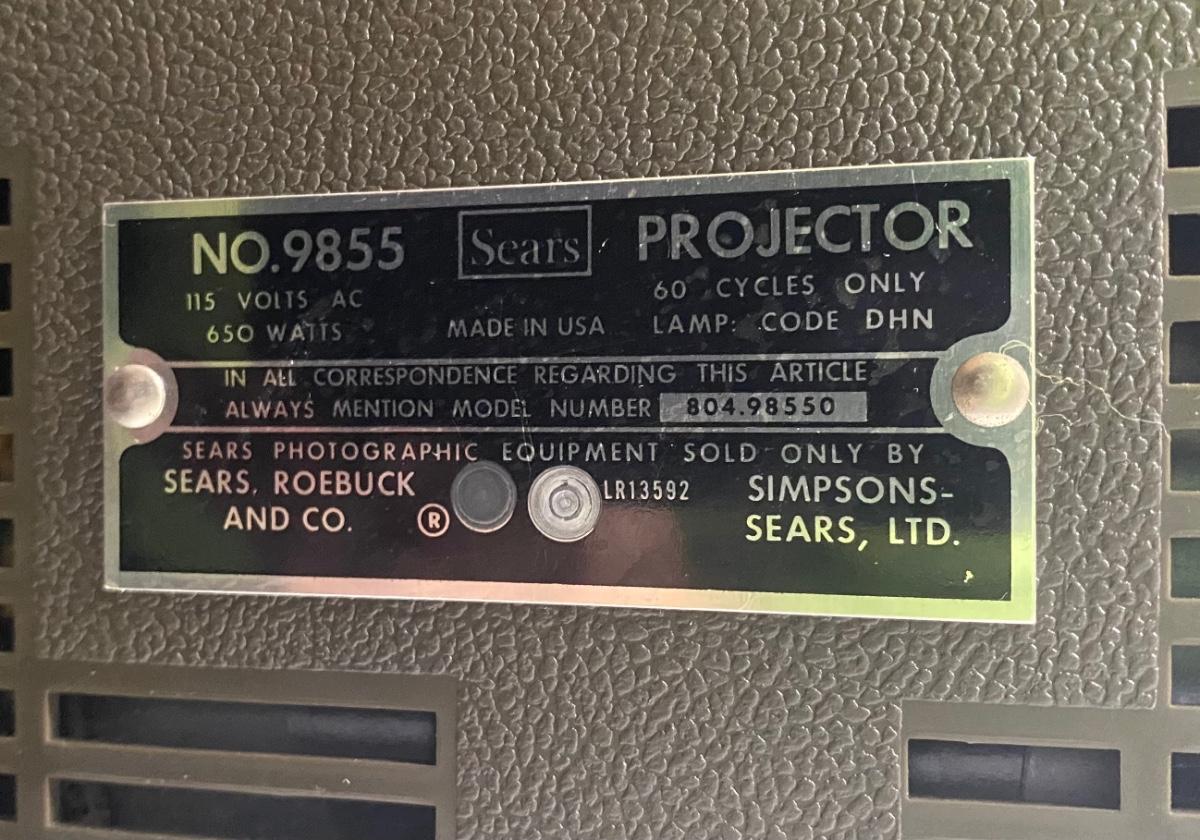 NO.9855 Sears PROJECTOR
115 VOLTS AC 60 CYCLES ONLY
650 WATTS MADE IN USA LAMP: CODE DHN
IN ALL CORRESPONDENCE REGARDING THIS ARTICLE
ALWAYS MENTION MODEL NUMBER 804.98550
SEARS PHOTOGRAPHIC EQUIPMENT SOLD ONLY BY
SEARS, ROEBUCK LR13592 SIMPSONS-
AND CO. ® SEARS, LTD.